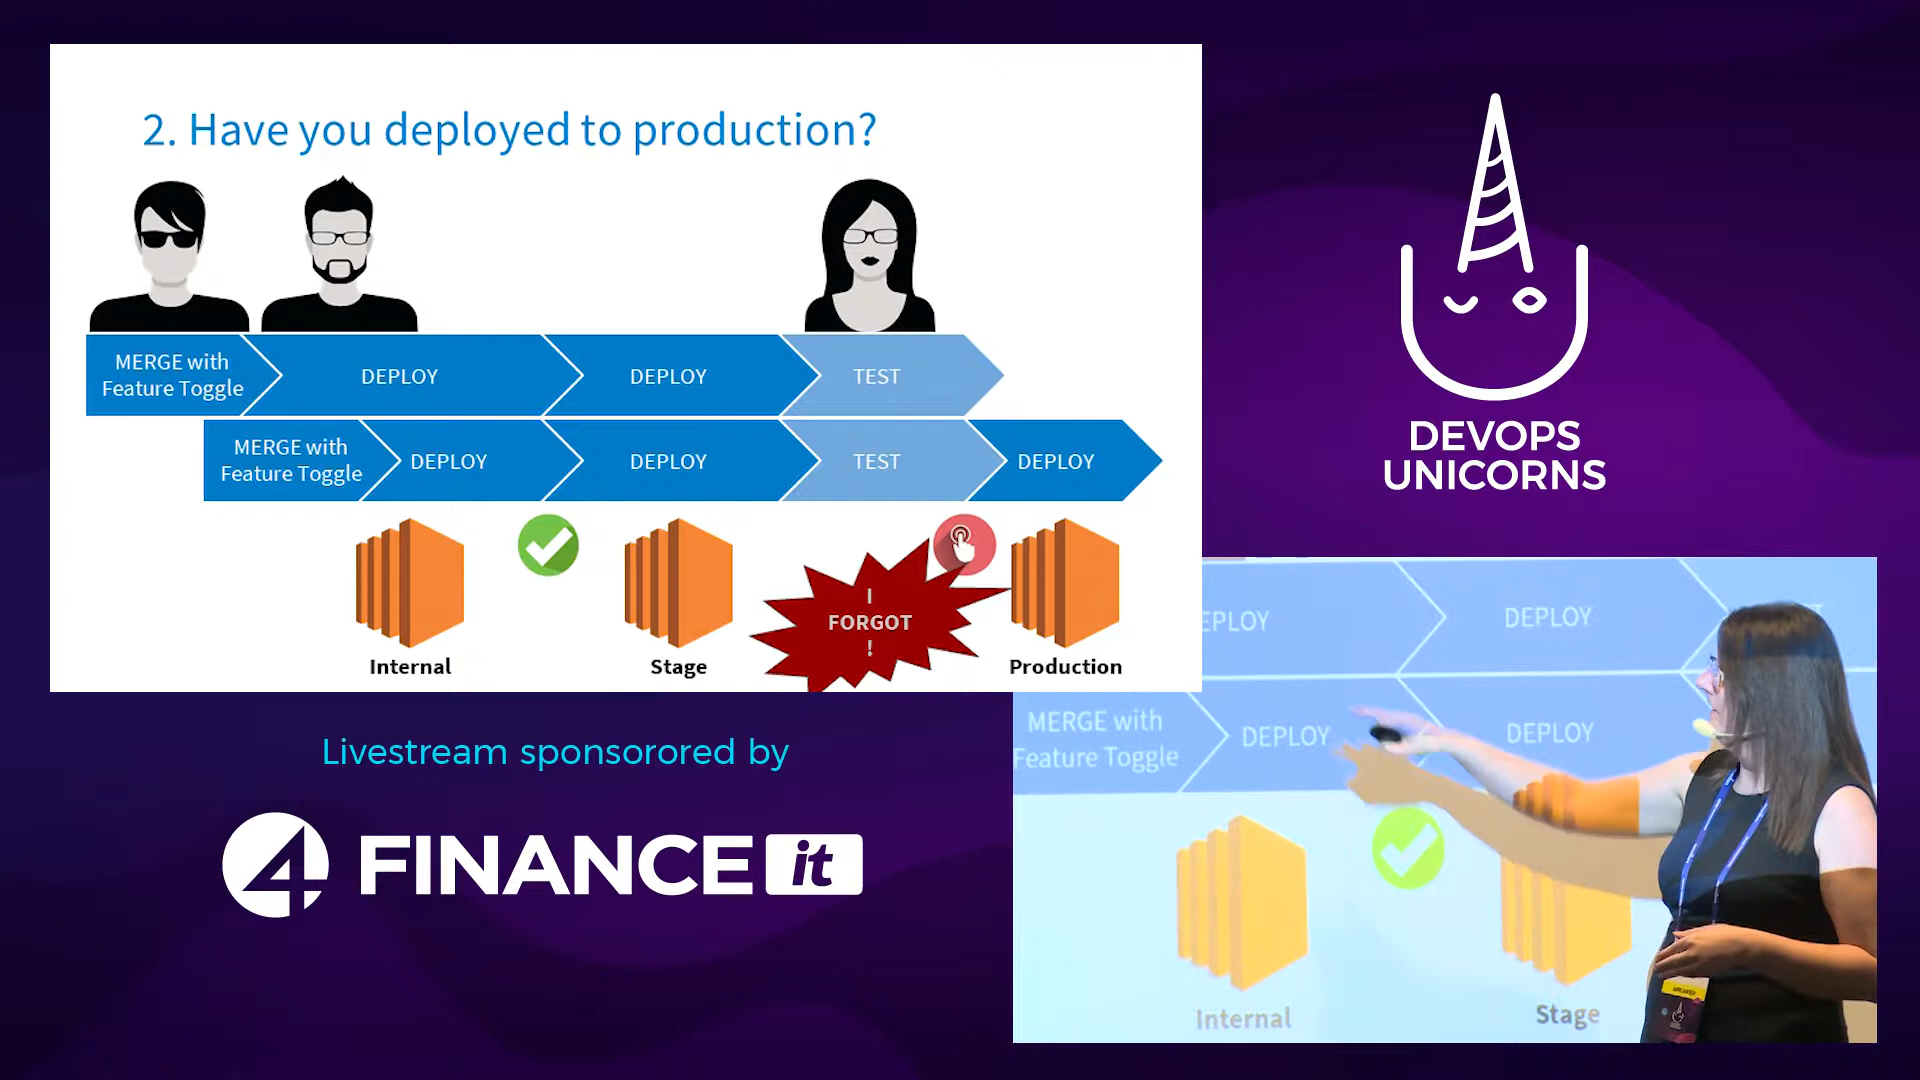 2. Have you deployed to production?
MERGE with
Feature Toggle
DEPLOY
DEPLOY
TEST
MERGE with
Feature Toggle
DEPLOY
DEPLOY
TEST
DEPLOY
I
FORGOT
!
Internal
Stage
Production
DEVOPS
UNICORNS
Livestream sponsorored by
4FINANCE it
EPLOY
DEPLOY
MERGE with
Feature Toggle
DEPLOY
DEPLOY
Internal
Stage
SPEAKER